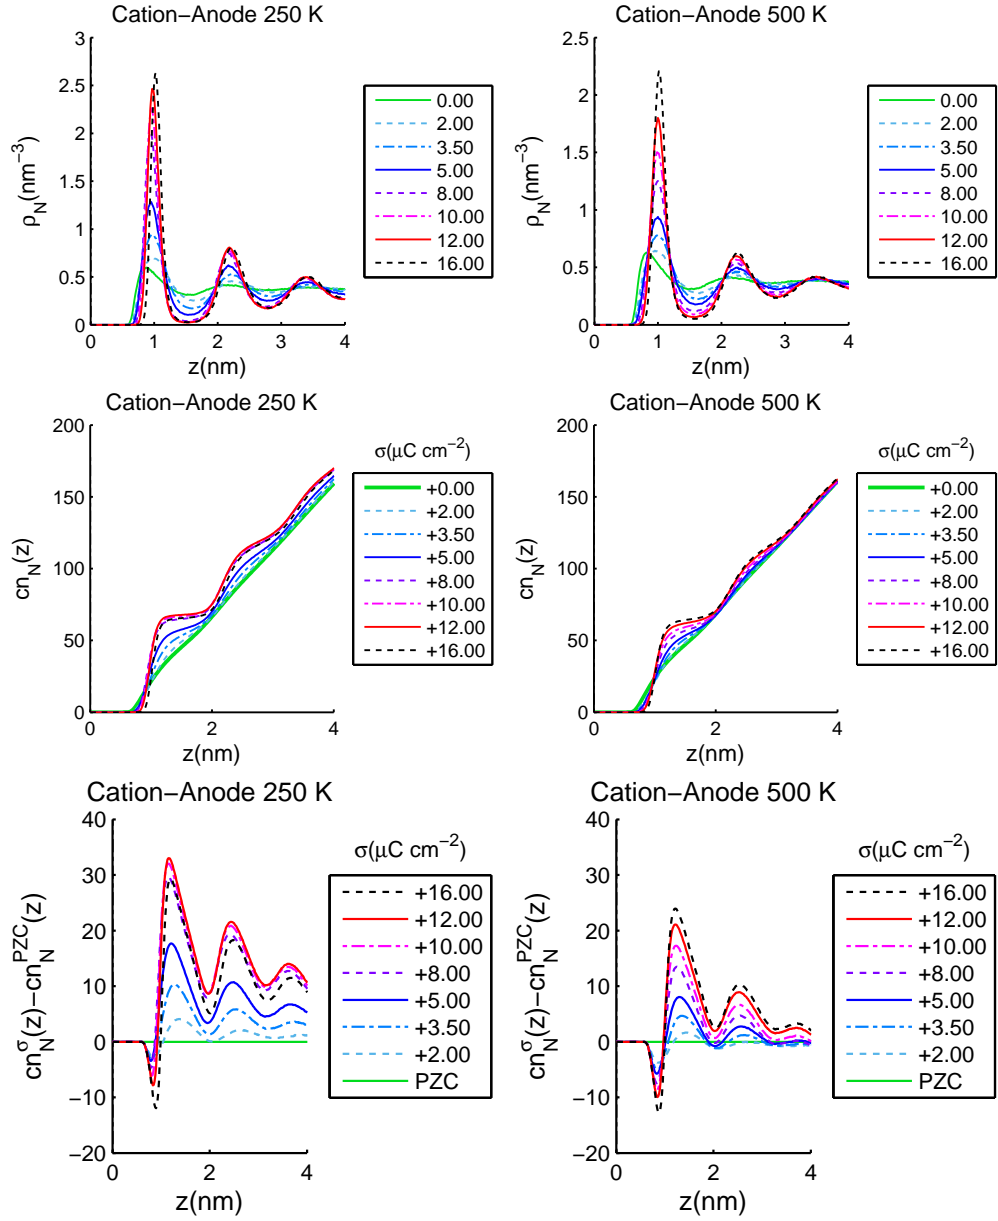 Cation−Anode 250 K
3
2.5
2
1.5
1
0.5
0
ρN(nm−3)
0 1 2 3 4
z(nm)
0.00
2.00
3.50
5.00
8.00
10.00
12.00
16.00
Cation−Anode 500 K
2.5
2
1.5
1
0.5
0
ρN(nm−3)
0 1 2 3 4
z(nm)
0.00
2.00
3.50
5.00
8.00
10.00
12.00
16.00
Cation−Anode 250 K
200
150
100
50
0
cnN(z)
0 2 4
z(nm)
σ(μC cm−2)
+0.00
+2.00
+3.50
+5.00
+8.00
+10.00
+12.00
+16.00
Cation−Anode 500 K
200
150
100
50
0
cnN(z)
0 2 4
z(nm)
σ(μC cm−2)
+0.00
+2.00
+3.50
+5.00
+8.00
+10.00
+12.00
+16.00
Cation−Anode 250 K
40
30
20
10
0
−10
−20
cnNσ(z)−cnNPZC(z)
0 2 4
z(nm)
σ(μC cm−2)
+16.00
+12.00
+10.00
+8.00
+5.00
+3.50
+2.00
PZC
Cation−Anode 500 K
40
30
20
10
0
−10
−20
cnNσ(z)−cnNPZC(z)
0 2 4
z(nm)
σ(μC cm−2)
+16.00
+12.00
+10.00
+8.00
+5.00
+3.50
+2.00
PZC